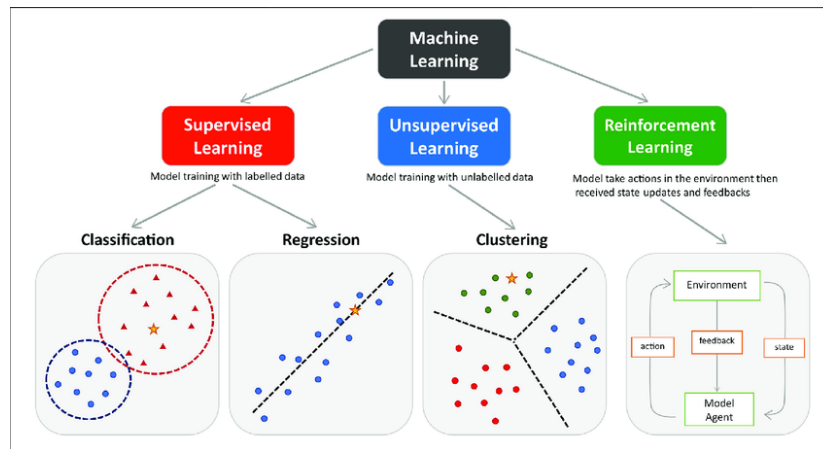 Machine
Learning
Supervised
Learning
Unsupervised
Learning
Reinforcement
Learning
Model training with labelled data
Model training with unlabelled data
Model take actions in the environment then
received state updates and feedbacks
Classification
Regression
Clustering
Environment
action
feedback
state
Model
Agent